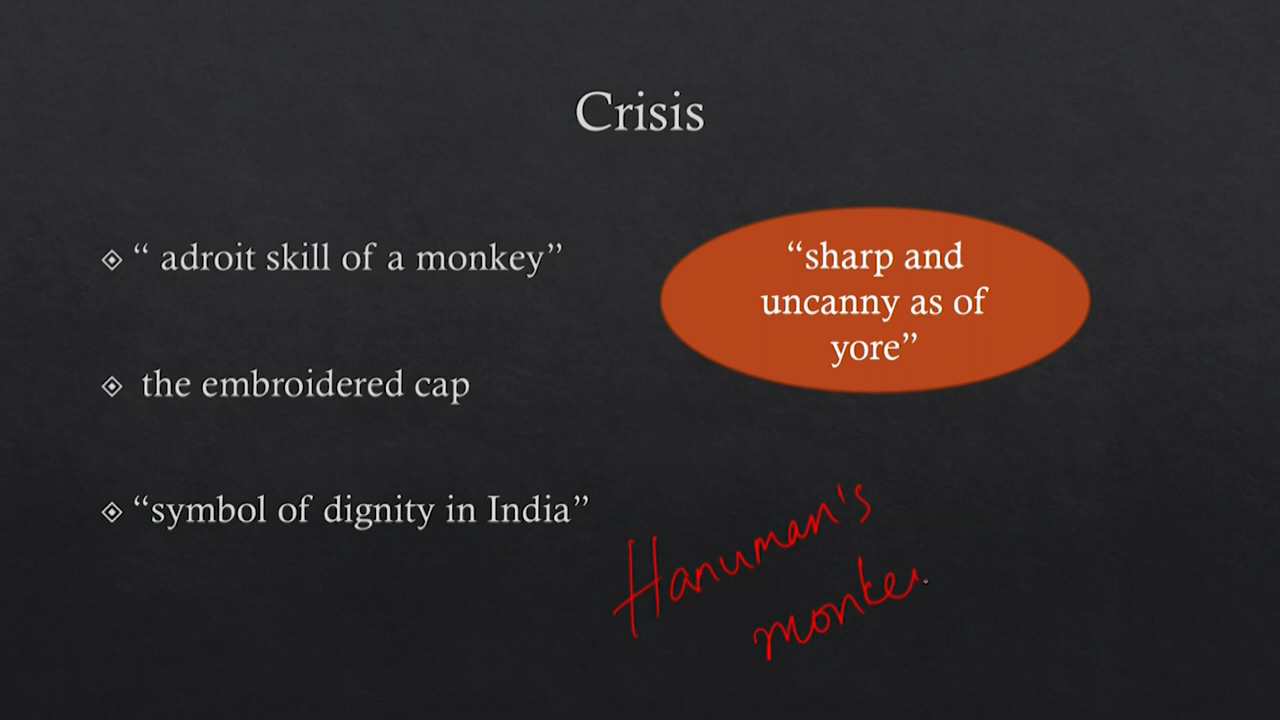 Crisis
“ adroit skill of a monkey”
the embroidered cap
“symbol of dignity in India”
“sharp and
uncanny as of
yore”
Hanuman's